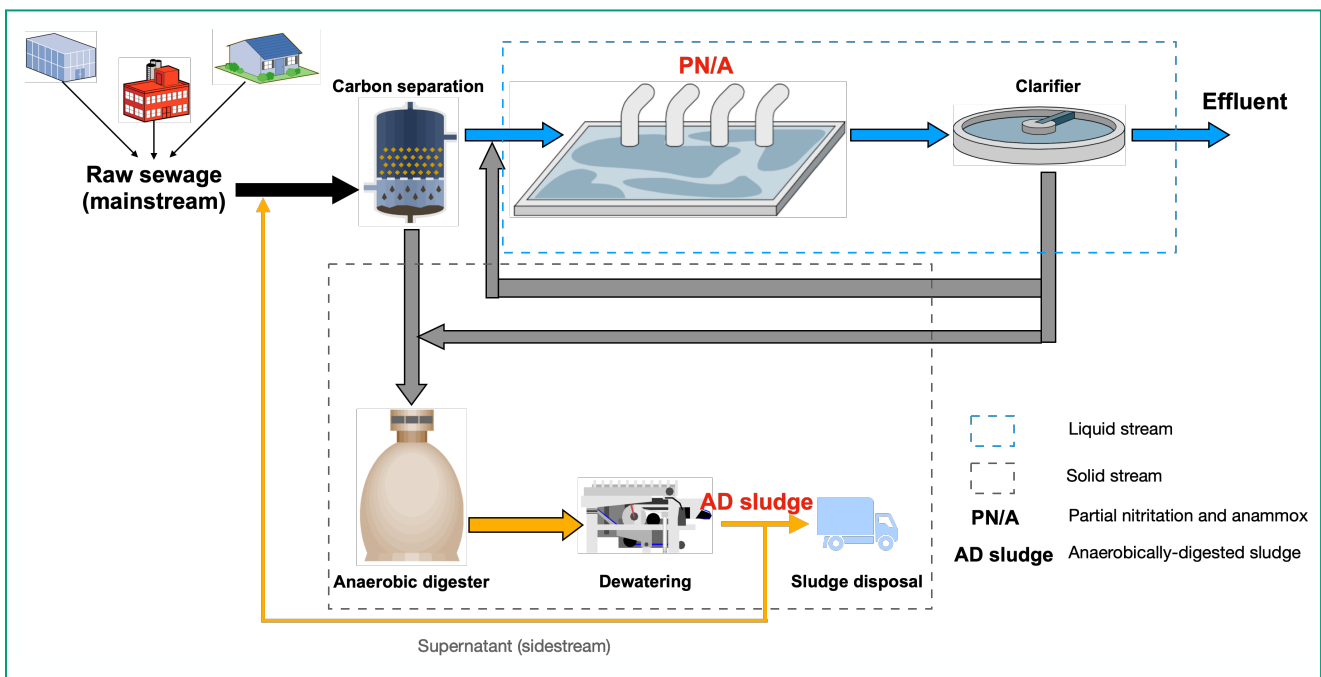 PN/A
Carbon separation
Clarifier
Effluent
Raw sewage
(mainstream)
AD sludge
Anaerobic digester
Dewatering
Sludge disposal
Supernatant (sidestream)
Liquid stream
Solid stream
PN/A
Partial nitritation and anammox
AD sludge
Anaerobically-digested sludge